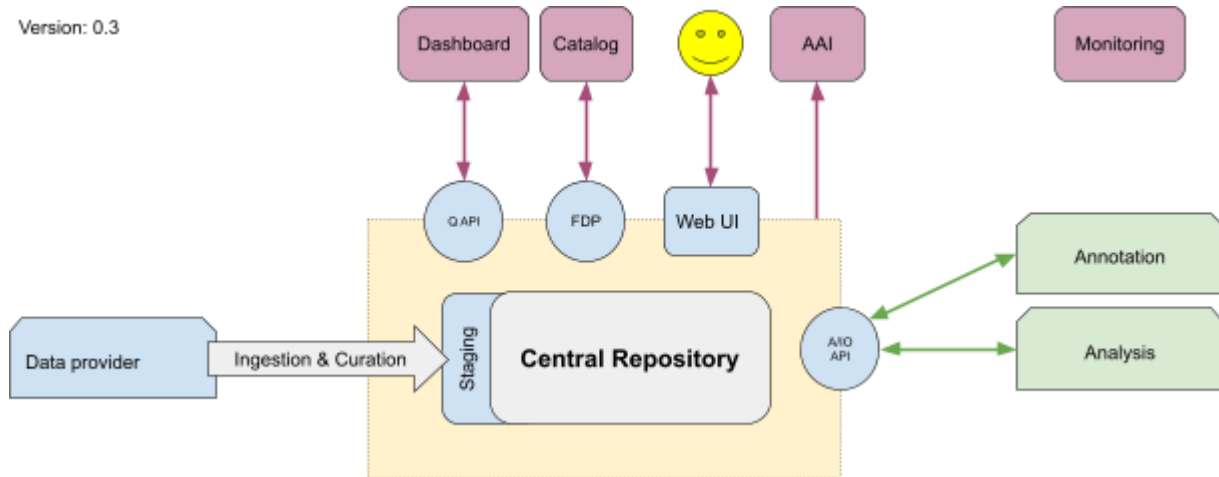 Version: 0.3
Dashboard
Catalog
AAI
Monitoring
Q API
FDP
Web UI
Annotation
Data provider
Ingestion & Curation
Staging
Central Repository
A/IO
API
Analysis